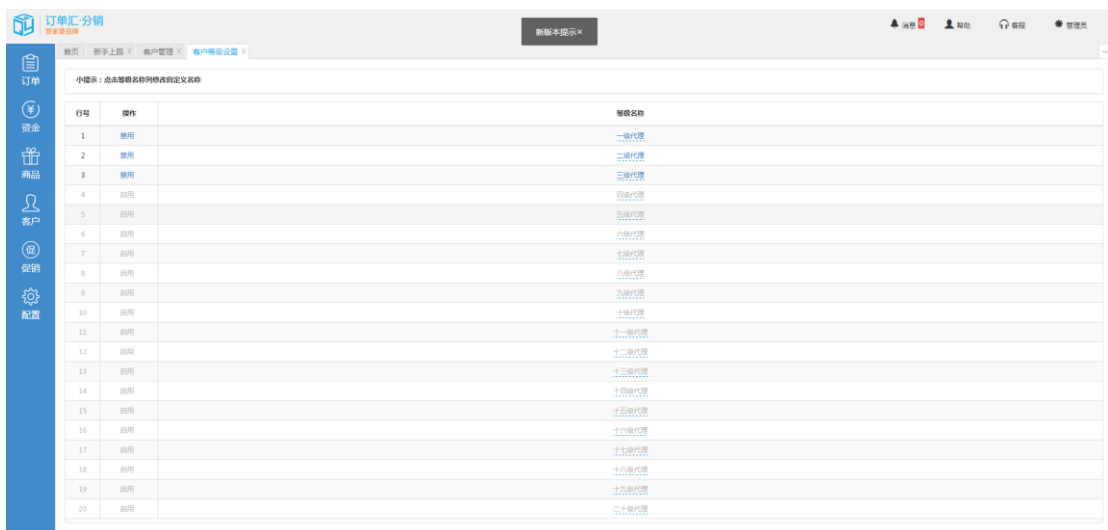 订单汇·分销
管家婆品牌
新版本提示×
消息 0 帮助 客服 管理员
首页 新手上路 X 客户管理 X 客户等级设置 X
订单
资金
商品
客户
促
促销
配置
小提示：点击等级名称列修改自定义名称
行号 操作 等级名称
1 禁用 一级代理
2 禁用 二级代理
3 禁用 三级代理
4 启用 四级代理
5 启用 五级代理
6 启用 六级代理
7 启用 七级代理
8 启用 八级代理
9 启用 九级代理
10 启用 十级代理
11 启用 十一级代理
12 启用 十二级代理
13 启用 十三级代理
14 启用 十四级代理
15 启用 十五级代理
16 启用 十六级代理
17 启用 十七级代理
18 启用 十八级代理
19 启用 十九级代理
20 启用 二十级代理